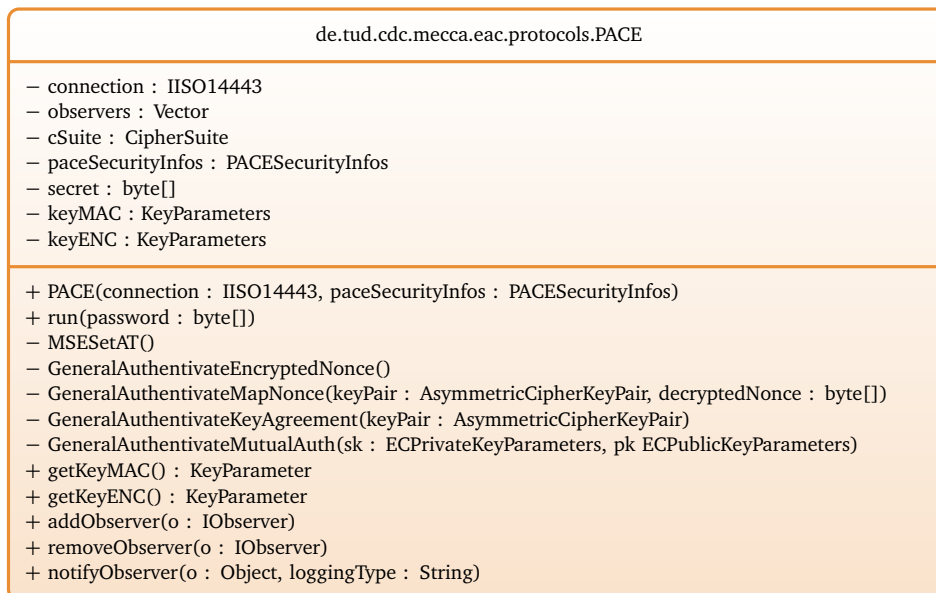 de.tud.cdc.mecca.eac.protocols.PACE
− connection : IISO14443
− observers : Vector
− cSuite : CipherSuite
− paceSecurityInfos : PACESecurityInfos
− secret : byte[]
− keyMAC : KeyParameters
− keyENC : KeyParameters
+ PACE(connection : IISO14443, paceSecurityInfos : PACESecurityInfos)
+ run(password : byte[])
− MSESetAT()
− GeneralAuthentivateEncryptedNonce()
− GeneralAuthentivateMapNonce(keyPair : AsymmetricCipherKeyPair, decryptedNonce : byte[])
− GeneralAuthentivateKeyAgreement(keyPair : AsymmetricCipherKeyPair)
− GeneralAuthentivateMutualAuth(sk : ECPrivateKeyParameters, pk ECPublicKeyParameters)
+ getKeyMAC() : KeyParameter
+ getKeyENC() : KeyParameter
+ addObserver(o : IObserver)
+ removeObserver(o : IObserver)
+ notifyObserver(o : Object, loggingType : String)